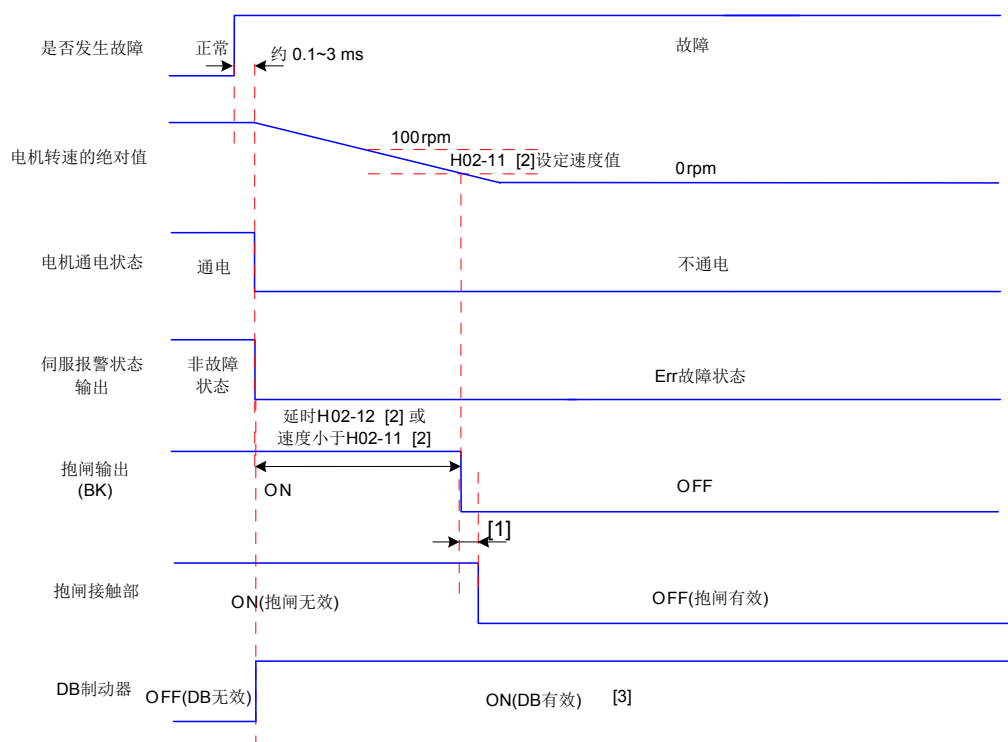 是否发生故障
正常
约 0.1~3 ms
故障
电机转速的绝对值
100rpm
H02-11 [2]设定速度值
0rpm
电机通电状态
通电
不通电
伺服报警状态
输出
非故障
状态
Err故障状态
延时H02-12 [2] 或
速度小于H02-11 [2]
抱闸输出
(BK)
ON
OFF
[1]
抱闸接触部
ON(抱闸无效)
OFF(抱闸有效)
DB制动器
OFF(DB无效)
ON(DB有效)
[3]